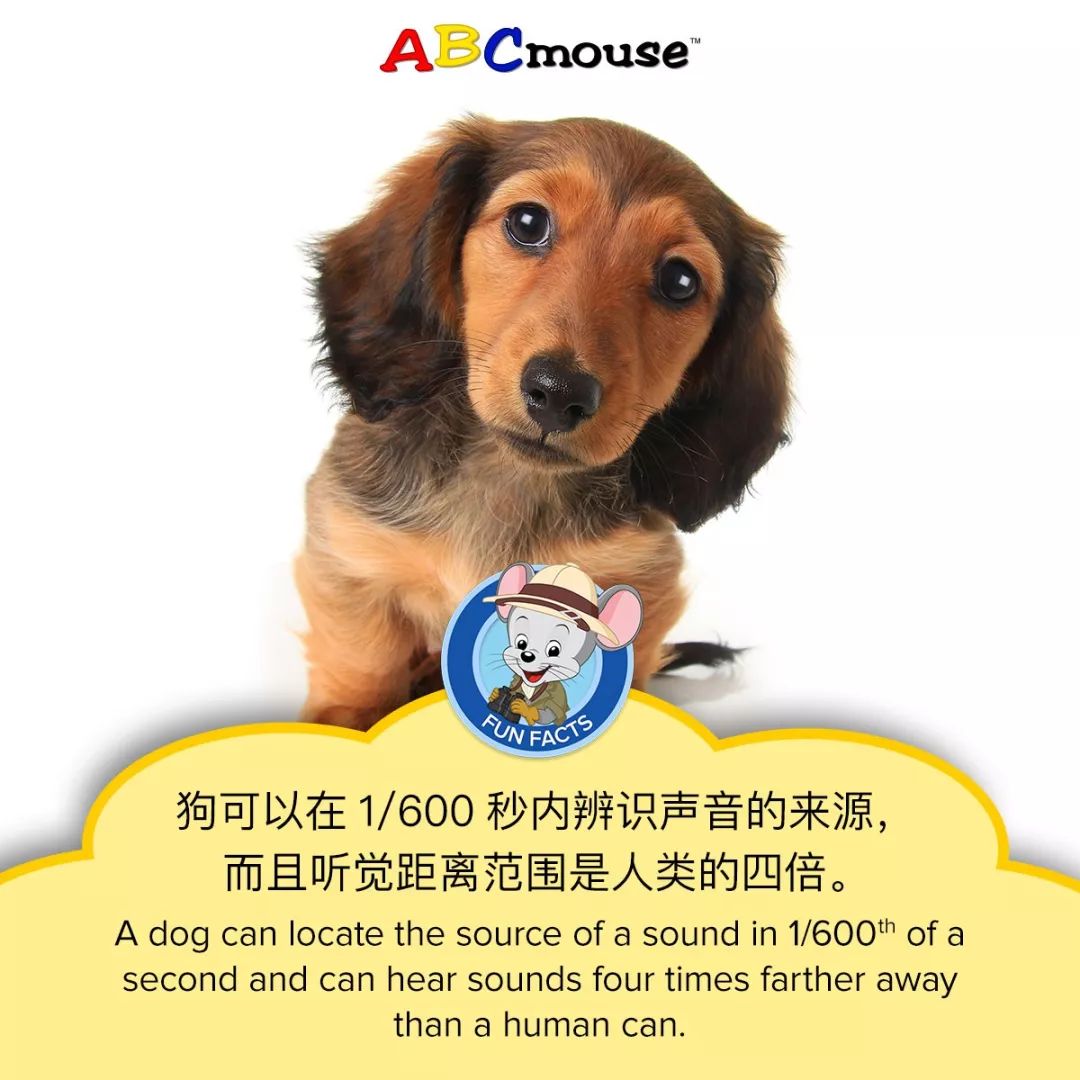 ABCmouse™
FUN FACTS
狗可以在 1/600 秒内辨识声音的来源，
而且听觉距离范围是人类的四倍。
A dog can locate the source of a sound in 1/600th of a
second and can hear sounds four times farther away
than a human can.